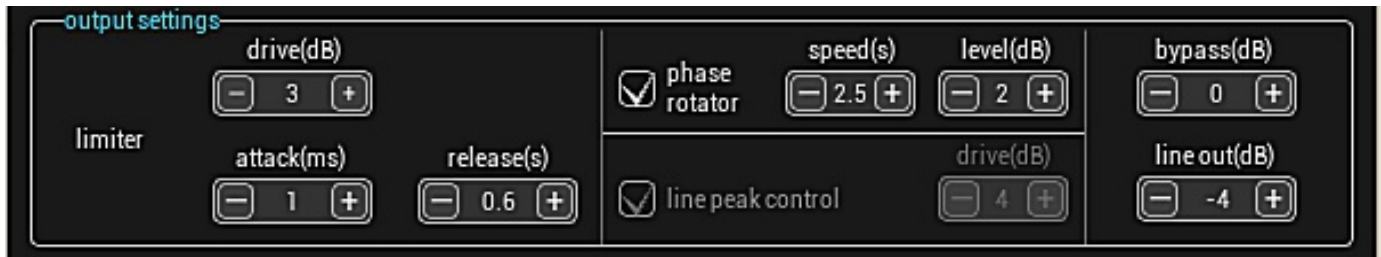 output settings
drive(dB)
− 3 +
limiter
attack(ms)
− 1 +
release(s)
− 0.6 +
phase
rotator
speed(s)
− 2.5 +
level(dB)
− 2 +
line peak control
drive(dB)
− 4 +
bypass(dB)
− 0 +
line out(dB)
− -4 +